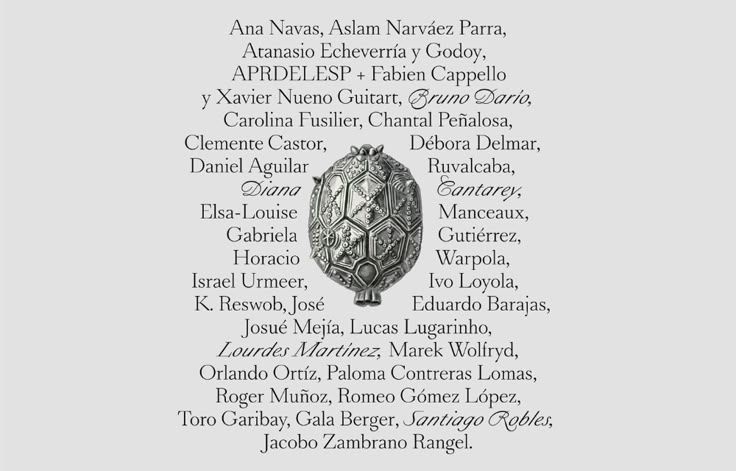 Ana Navas, Aslam Narváez Parra,
Atanasio Echeverría y Godoy,
APRDELESP + Fabien Cappello
y Xavier Nueno Guitart, Bruno Darío,
Carolina Fusilier, Chantal Peñalosa,
Clemente Castor, Débora Delmar,
Daniel Aguilar Ruvalcaba,
Diana Cantarey,
Elsa-Louise Manceaux,
Gabriela Gutiérrez,
Horacio Warpola,
Israel Urmeer, Ivo Loyola,
K. Reswob, José Eduardo Barajas,
Josué Mejía, Lucas Lugarinho,
Lourdes Martínez, Marek Wolfryd,
Orlando Ortíz, Paloma Contreras Lomas,
Roger Muñoz, Romeo Gómez López,
Toro Garibay, Gala Berger, Santiago Robles,
Jacobo Zambrano Rangel.